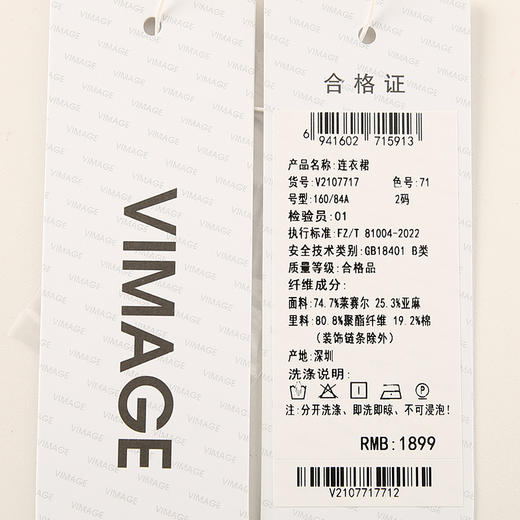 VIMAGE
合格证
6 941602 715913
产品名称:连衣裙
货号:V2107717 色号:71
号型:160/84A 2码
检验员:01
执行标准:FZ/T 81004-2022
安全技术类别:GB18401 B类
质量等级:合格品
纤维成分:
面料:74.7%莱赛尔 25.3%亚麻
里料:80.8%聚酯纤维 19.2%棉
(装饰链条除外)
产地:深圳
洗涤说明:
P
注:分开洗涤、即洗即晾、不可浸泡!
RMB:1899
V2107717712